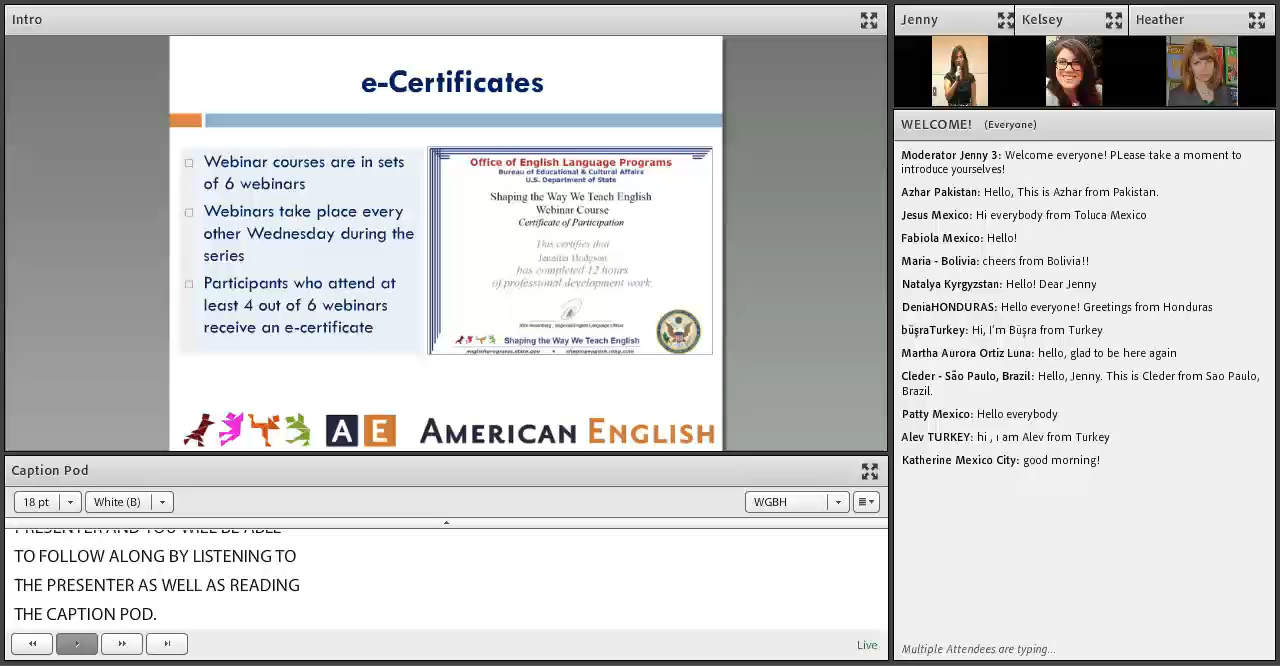 Intro
e-Certificates
Webinar courses are in sets
of 6 webinars
Webinars take place every
other Wednesday during the
series
Participants who attend at
least 4 out of 6 webinars
receive an e-certificate
Office of English Language Programs
Bureau of Educational & Cultural Affairs
U.S. Department of State
Shaping the Way We Teach English
Webinar Course
Certificate of Participation
This certifies that
Jennifer Hodgson
has completed 12 hours
of professional development work.
Shaping the Way We Teach English
AE AMERICAN ENGLISH
Caption Pod
18 pt
White (B)
WGBH
PRESENTER AND YOU WILL BE ABLE
TO FOLLOW ALONG BY LISTENING TO
THE PRESENTER AS WELL AS READING
THE CAPTION POD.
Live
Jenny
Kelsey
Heather
WELCOME! (Everyone)
Moderator Jenny 3: Welcome everyone! PLease take a moment to
introduce yourselves!
Azhar Pakistan: Hello, This is Azhar from Pakistan.
Jesus Mexico: Hi everybody from Toluca Mexico
Fabiola Mexico: Hello!
Maria - Bolivia: cheers from Bolivia!!
Natalya Kyrgyzstan: Hello! Dear Jenny
DeniaHONDURAS: Hello everyone! Greetings from Honduras
büşraTurkey: Hi, I'm Büşra from Turkey
Martha Aurora Ortiz Luna: hello, glad to be here again
Cleder - São Paulo, Brazil: Hello, Jenny. This is Cleder from Sao Paulo,
Brazil.
Patty Mexico: Hello everybody
Alev TURKEY: hi , ı am Alev from Turkey
Katherine Mexico City: good morning!
Multiple Attendees are typing...